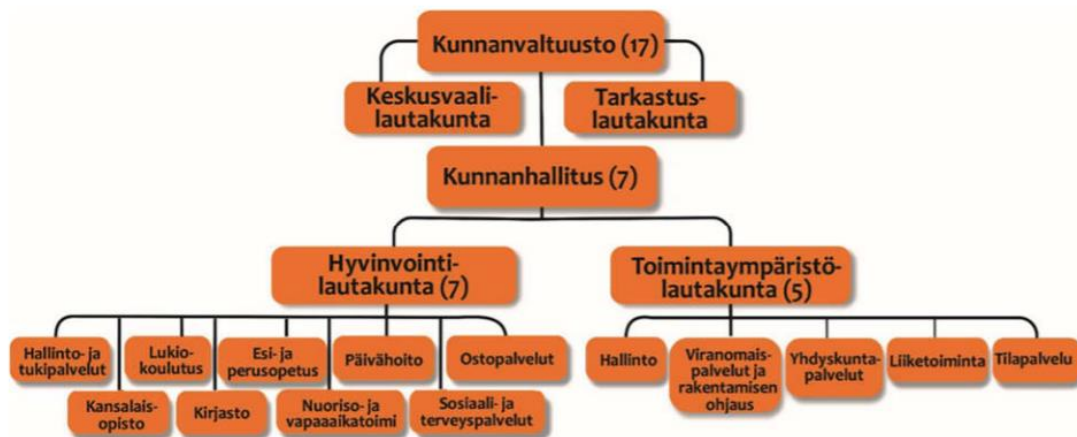 Kunnanvaltuusto (17)
Keskusvaali-
lautakunta
Tarkastus-
lautakunta
Kunnanhallitus (7)
Hyvinvointi-
lautakunta (7)
Toimintaympäristö-
lautakunta (5)
Hallinto- ja
tukipalvelut
Lukio-
koulutus
Esi- ja
perusopetus
Päivähoito
Ostopalvelut
Kansalais-
opisto
Kirjasto
Nuoriso- ja
vapaaaikatoimi
Sosiaali- ja
terveyspalvelut
Hallinto
Viranomais-
palvelut ja
rakentamisen
ohjaus
Yhdyskunta-
palvelut
Liiketoiminta
Tilapalvelu